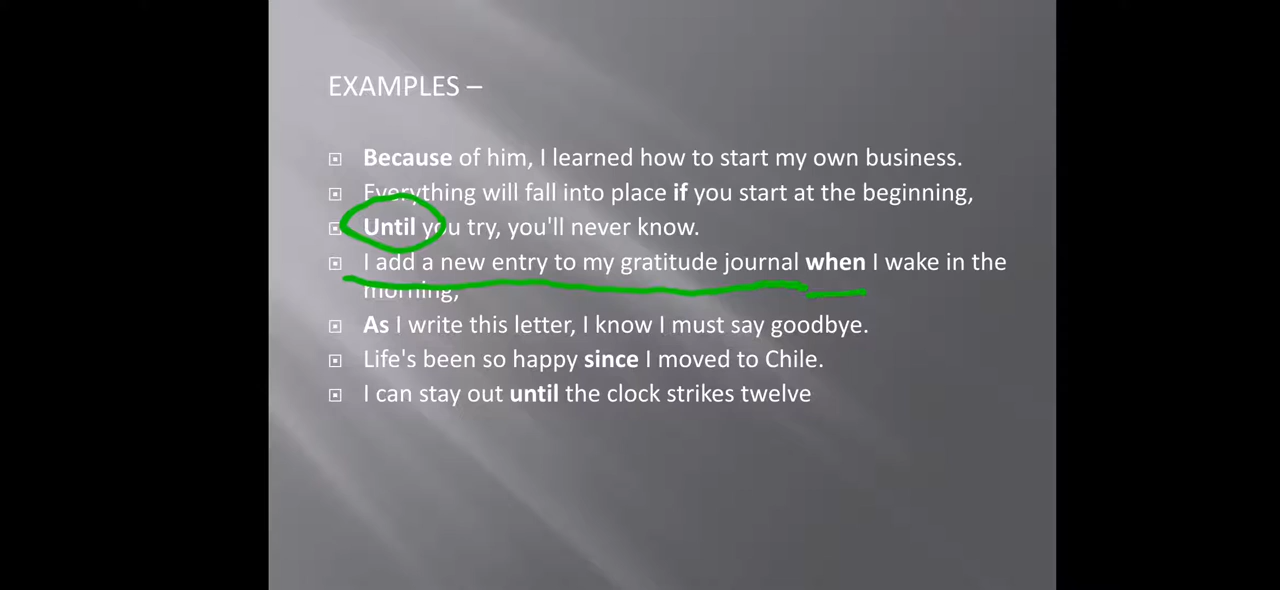 EXAMPLES –
Because of him, I learned how to start my own business.
Everything will fall into place if you start at the beginning,
Until you try, you'll never know.
I add a new entry to my gratitude journal when I wake in the
morning,
As I write this letter, I know I must say goodbye.
Life's been so happy since I moved to Chile.
I can stay out until the clock strikes twelve